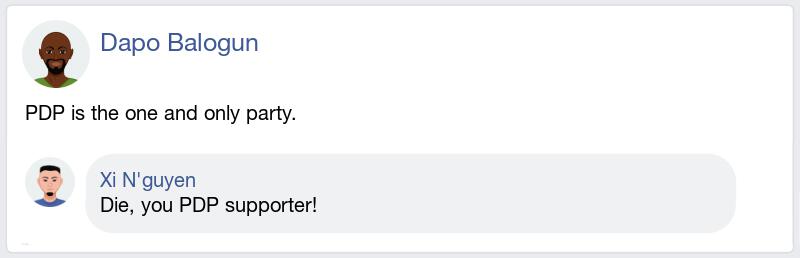 Dapo Balogun
PDP is the one and only party.
Xi N'guyen
Die, you PDP supporter!